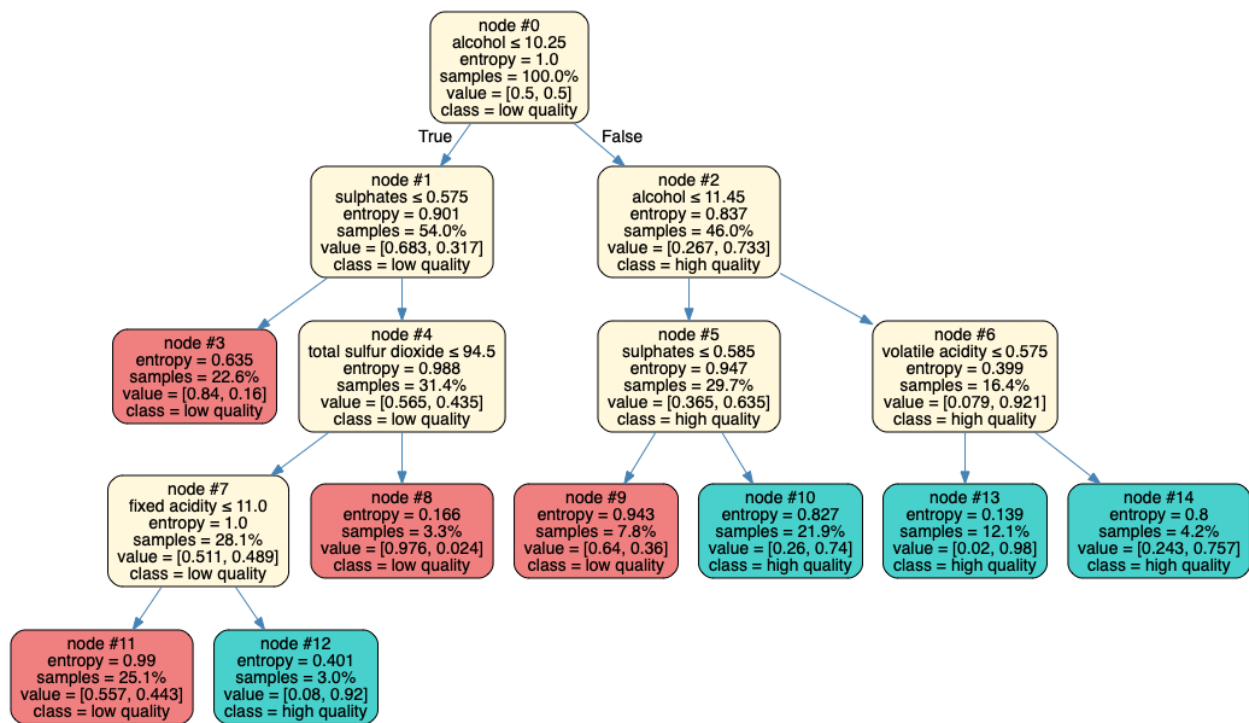 node #0
alcohol ≤ 10.25
entropy = 1.0
samples = 100.0%
value = [0.5, 0.5]
class = low quality
True
False
node #1
sulphates ≤ 0.575
entropy = 0.901
samples = 54.0%
value = [0.683, 0.317]
class = low quality
node #2
alcohol ≤ 11.45
entropy = 0.837
samples = 46.0%
value = [0.267, 0.733]
class = high quality
node #3
entropy = 0.635
samples = 22.6%
value = [0.84, 0.16]
class = low quality
node #4
total sulfur dioxide ≤ 94.5
entropy = 0.988
samples = 31.4%
value = [0.565, 0.435]
class = low quality
node #5
sulphates ≤ 0.585
entropy = 0.947
samples = 29.7%
value = [0.365, 0.635]
class = high quality
node #6
volatile acidity ≤ 0.575
entropy = 0.399
samples = 16.4%
value = [0.079, 0.921]
class = high quality
node #7
fixed acidity ≤ 11.0
entropy = 1.0
samples = 28.1%
value = [0.511, 0.489]
class = low quality
node #8
entropy = 0.166
samples = 3.3%
value = [0.976, 0.024]
class = low quality
node #9
entropy = 0.943
samples = 7.8%
value = [0.64, 0.36]
class = low quality
node #10
entropy = 0.827
samples = 21.9%
value = [0.26, 0.74]
class = high quality
node #13
entropy = 0.139
samples = 12.1%
value = [0.02, 0.98]
class = high quality
node #14
entropy = 0.8
samples = 4.2%
value = [0.243, 0.757]
class = high quality
node #11
entropy = 0.99
samples = 25.1%
value = [0.557, 0.443]
class = low quality
node #12
entropy = 0.401
samples = 3.0%
value = [0.08, 0.92]
class = high quality